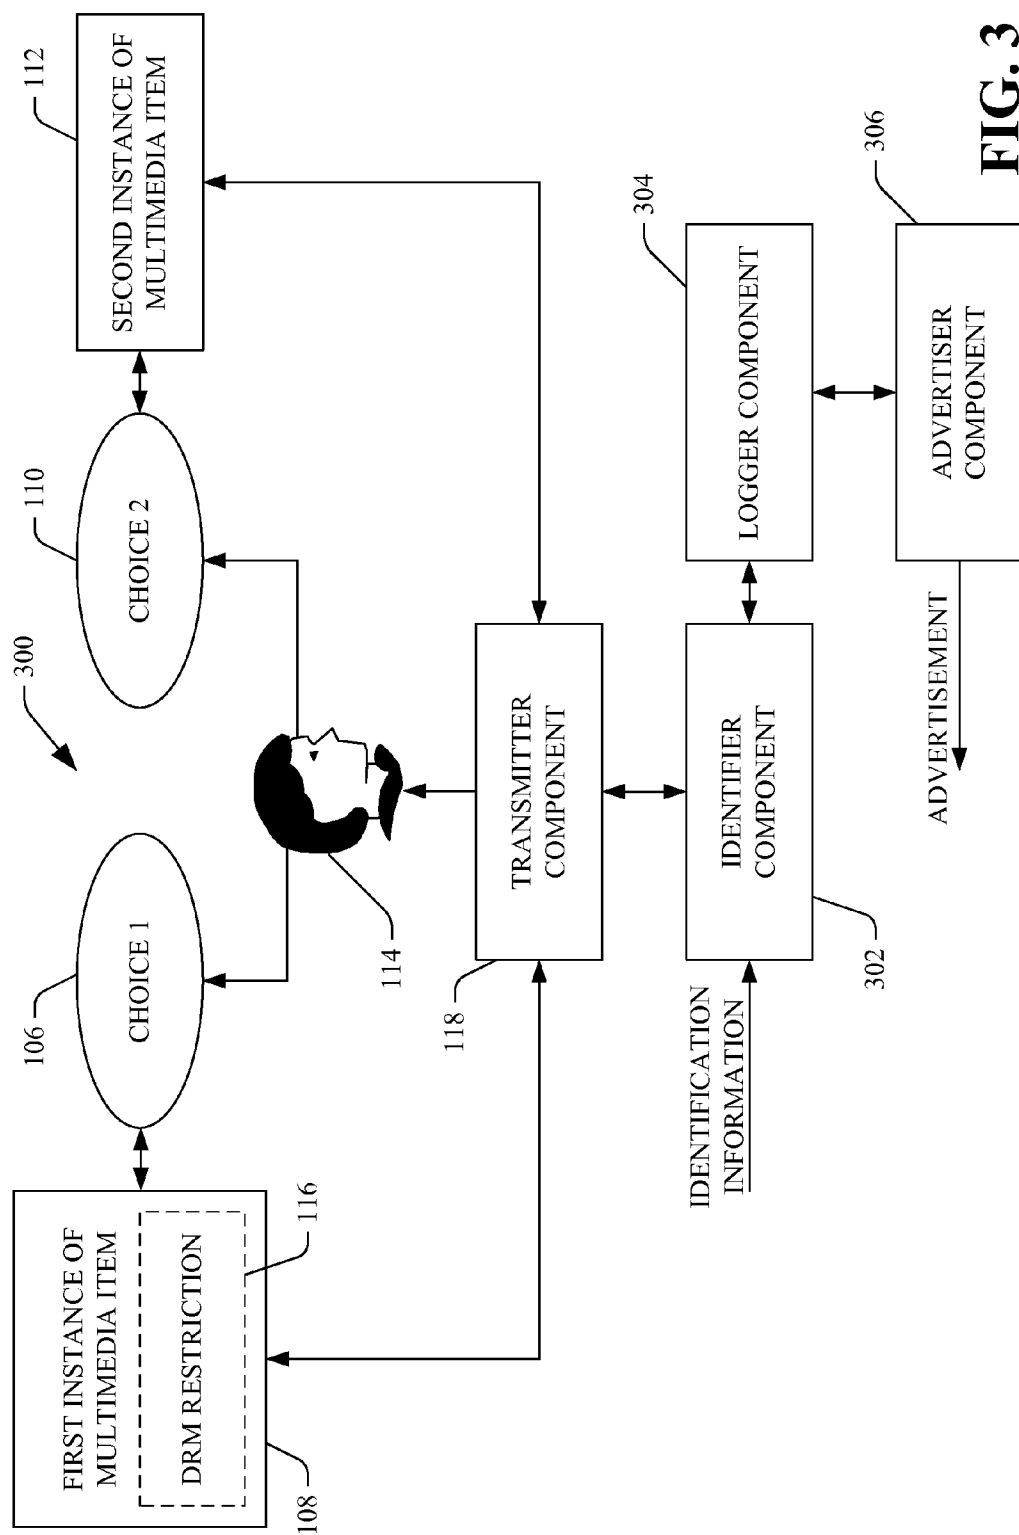 300
106
CHOICE 1
110
CHOICE 2
112
FIRST INSTANCE OF
MULTIMEDIA ITEM
DRM RESTRICTION
116
108
SECOND INSTANCE OF
MULTIMEDIA ITEM
114
118
TRANSMITTER
COMPONENT
IDENTIFICATION
INFORMATION
IDENTIFIER
COMPONENT
302
304
LOGGER COMPONENT
306
ADVERTISER
COMPONENT
ADVERTISEMENT
FIG. 3